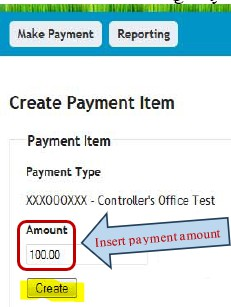 Make Payment Reporting
Create Payment Item
Payment Item
Payment Type
XXX000XXX - Controller's Office Test
Amount
Insert payment amount
100.00
Create